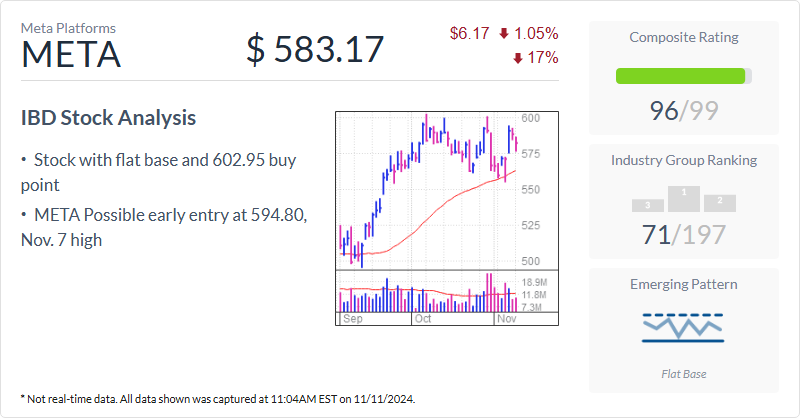 Meta Platforms
META
$ 583.17
$6.17 1.05%
17%
IBD Stock Analysis
• Stock with flat base and 602.95 buy
point
• META Possible early entry at 594.80,
Nov. 7 high
600
575
550
525
500
18.9M
11.8M
7.3M
Sep Oct Nov
Composite Rating
96/99
Industry Group Ranking
3 1 2
71/197
Emerging Pattern
Flat Base
* Not real-time data. All data shown was captured at 11:04AM EST on 11/11/2024.